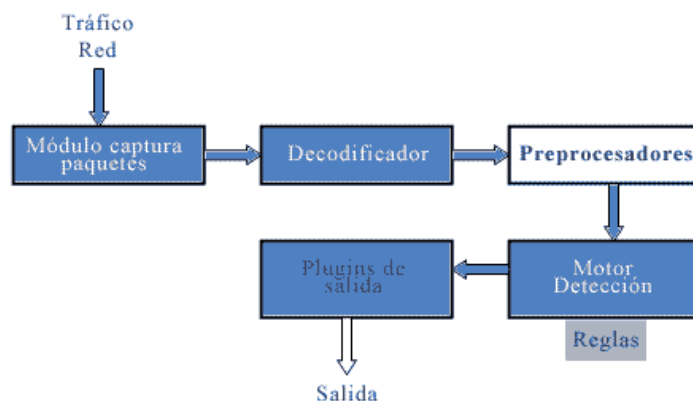 Tráfico
Red
Módulo captura
paquetes
Decodificador
Preprocesadores
Plugins de
salida
Motor
Detección
Reglas
Salida